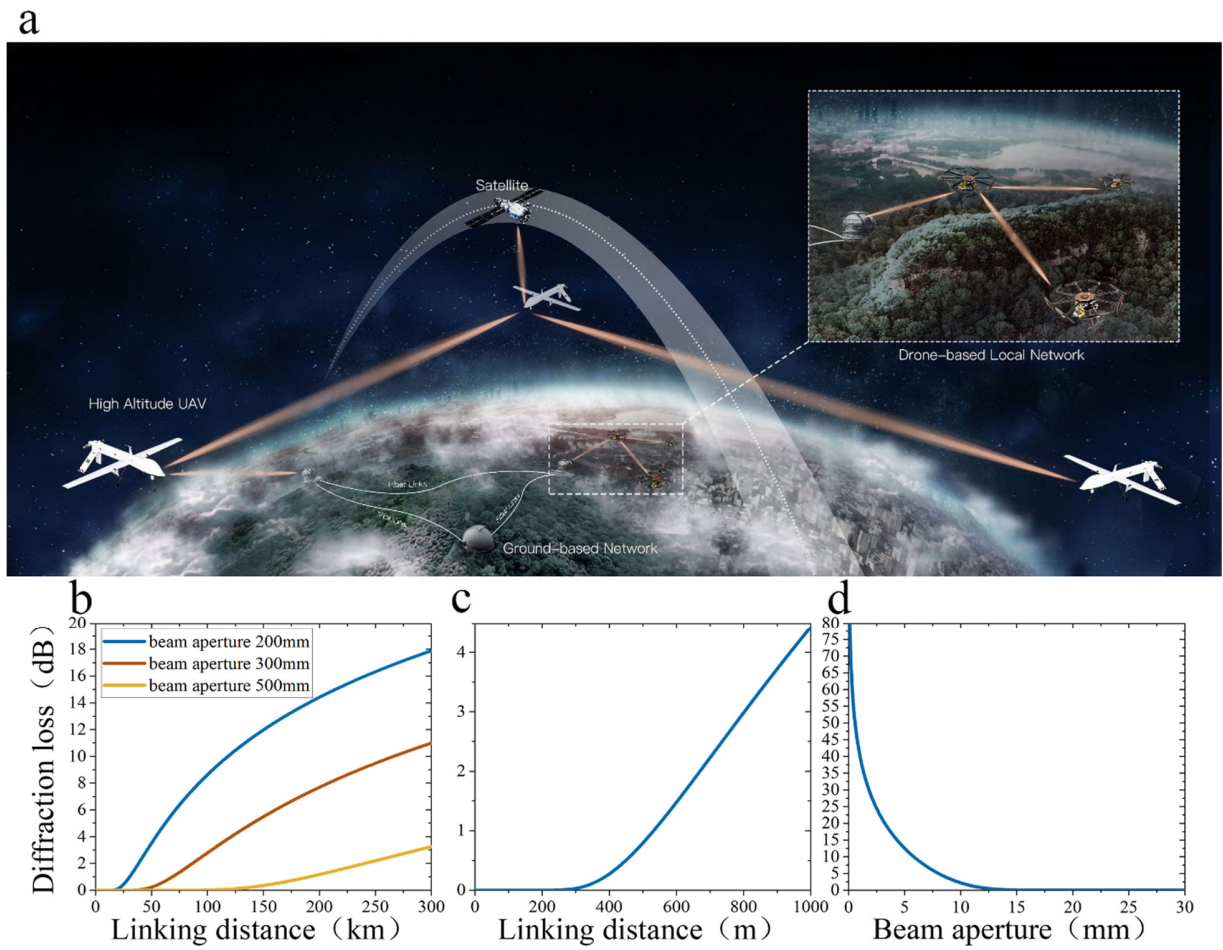 a
Satellite
High Altitude UAV
Drone-based Local Network
Fiber Links
Fiber Links
Ground-based Network
b
c
d
Diffraction loss（dB）
20
18
16
14
12
10
8
6
4
2
0
beam aperture 200mm
beam aperture 300mm
beam aperture 500mm
0 50 100 150 200 250 300
Linking distance（km）
4
3
2
1
0
0 200 400 600 800 1000
Linking distance（m）
80
75
70
65
60
55
50
45
40
35
30
25
20
15
10
5
0
0 5 10 15 20 25 30
Beam aperture（mm）